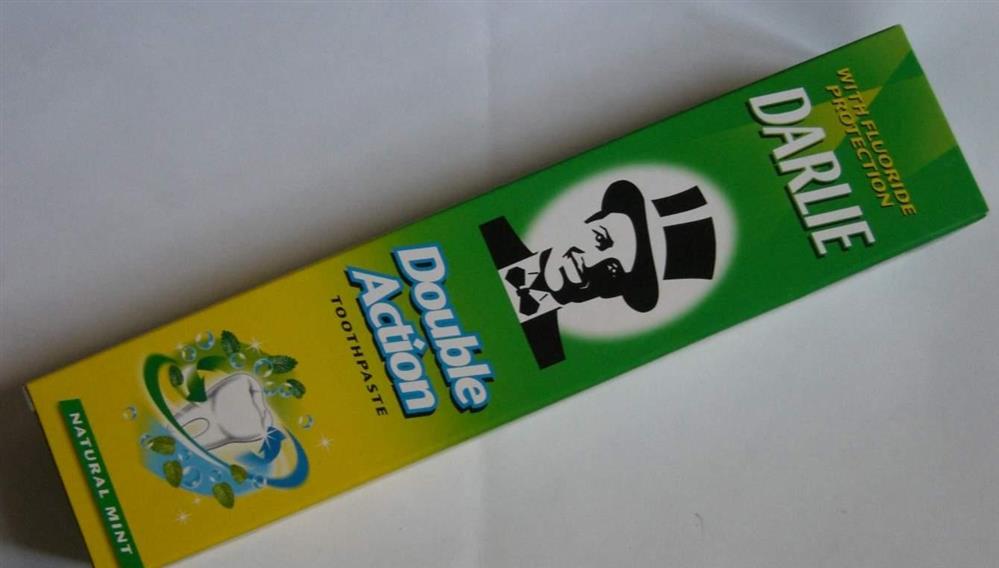 WITH FLUORIDE
PROTECTION
DARLIE
Double
Action
TOOTHPASTE
NATURAL MINT